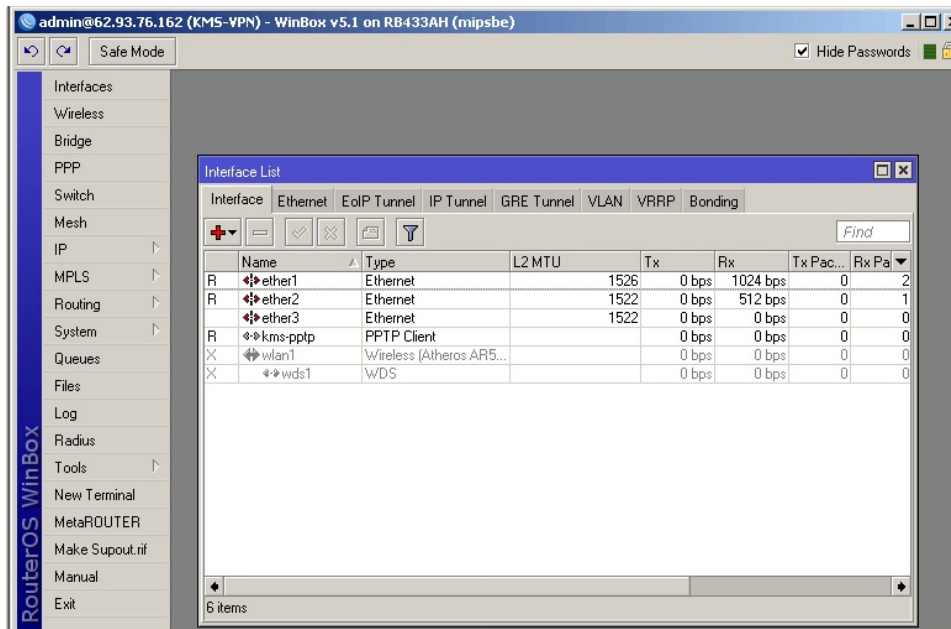 admin@62.93.76.162 (KMS-VPN) - WinBox v5.1 on RB433AH (mipsbe)
Safe Mode
Hide Passwords
RouterOS WinBox
Interfaces
Wireless
Bridge
PPP
Switch
Mesh
IP
MPLS
Routing
System
Queues
Files
Log
Radius
Tools
New Terminal
MetaROUTER
Make Supout.rif
Manual
Exit
Interface List
Interface Ethernet EoIP Tunnel IP Tunnel GRE Tunnel VLAN VRRP Bonding
Find
Name Type L2 MTU Tx Rx Tx Pac... Rx Pa
R ether1 Ethernet 1526 0 bps 1024 bps 0 2
R ether2 Ethernet 1522 0 bps 512 bps 0 1
ether3 Ethernet 1522 0 bps 0 bps 0 0
R kms-pptp PPTP Client 0 bps 0 bps 0 0
X wlan1 Wireless (Atheros AR5... 0 bps 0 bps 0 0
X wds1 WDS 0 bps 0 bps 0 0
6 items